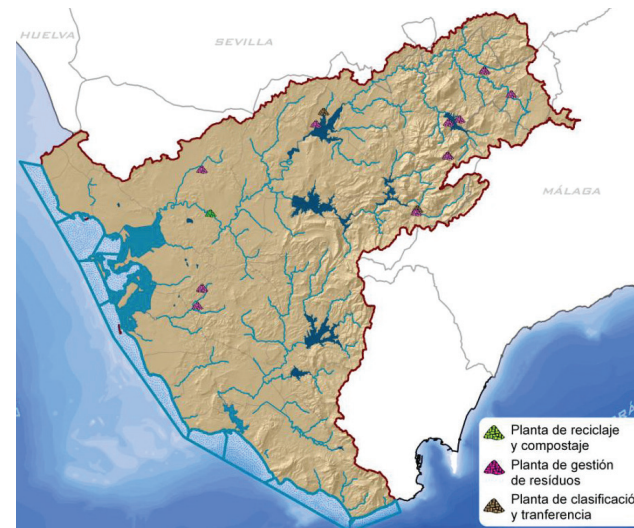 HUELVA
SEVILLA
MÁLAGA
Planta de reciclaje
y compostaje
Planta de gestión
de resíduos
Planta de clasificació
y tranferencia